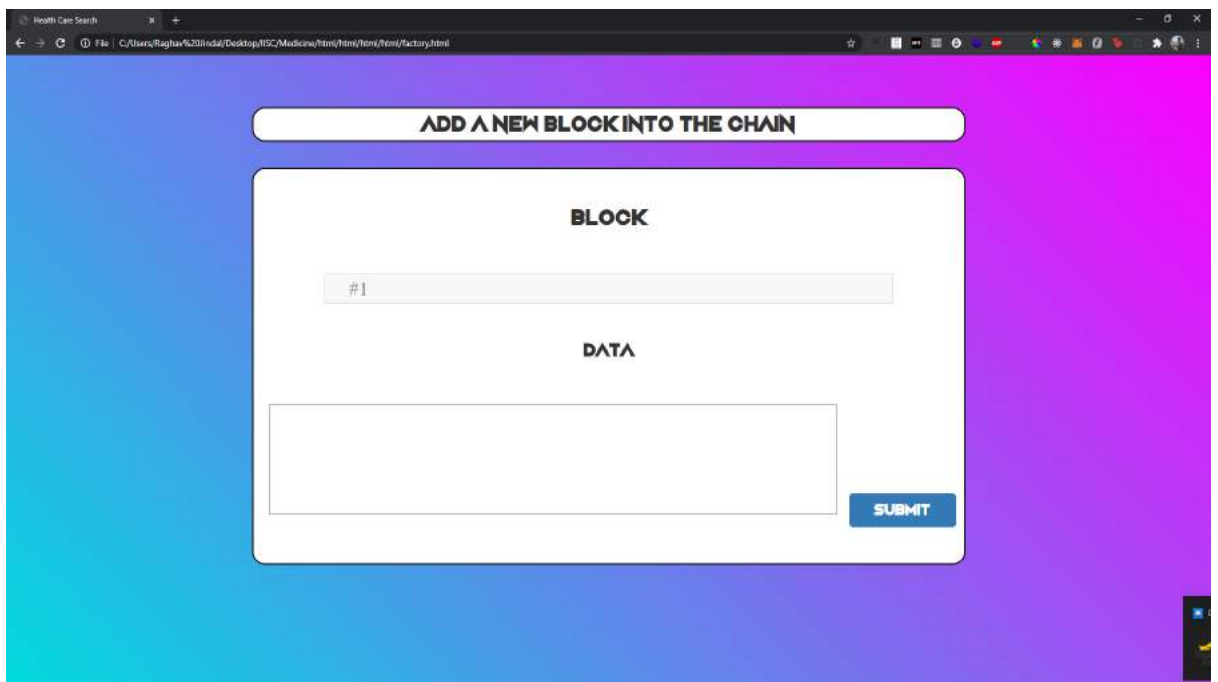 Health Care Search
File | C:/Users/Raghav%20Jindal/Desktop/IISC/Medicine/html/html/html/html/factory.html
ADD A NEW BLOCK INTO THE CHAIN
BLOCK
#1
DATA
SUBMIT